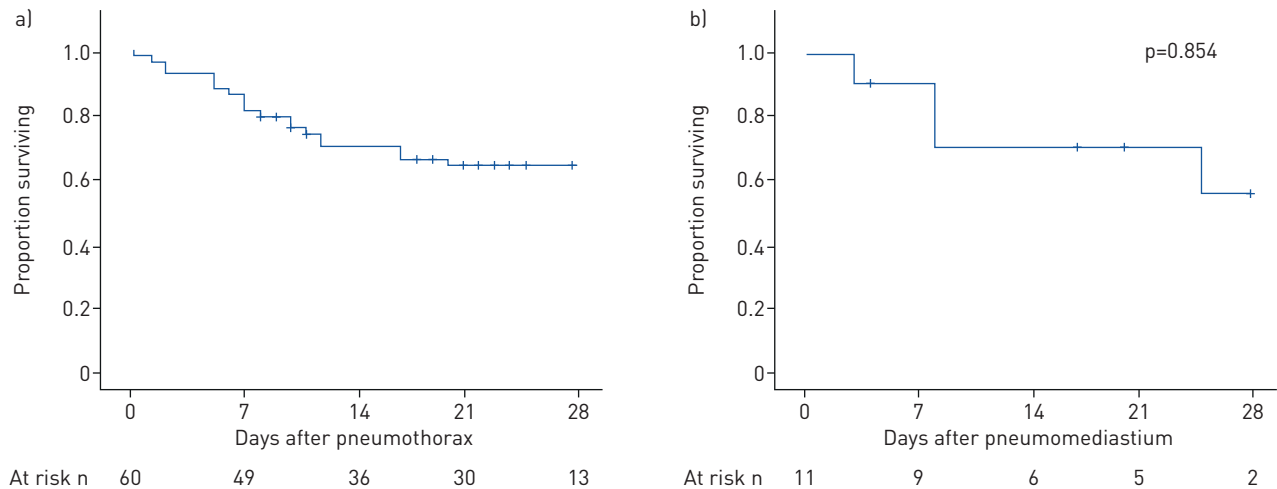 a)
1.0
0.8
0.6
0.4
0.2
0
Proportion surviving
0 7 14 21 28
Days after pneumothorax
At risk n 60 49 36 30 13
b)
p=0.854
1.0
0.8
0.6
0.4
0.2
0
Proportion surviving
0 7 14 21 28
Days after pneumomediastium
At risk n 11 9 6 5 2